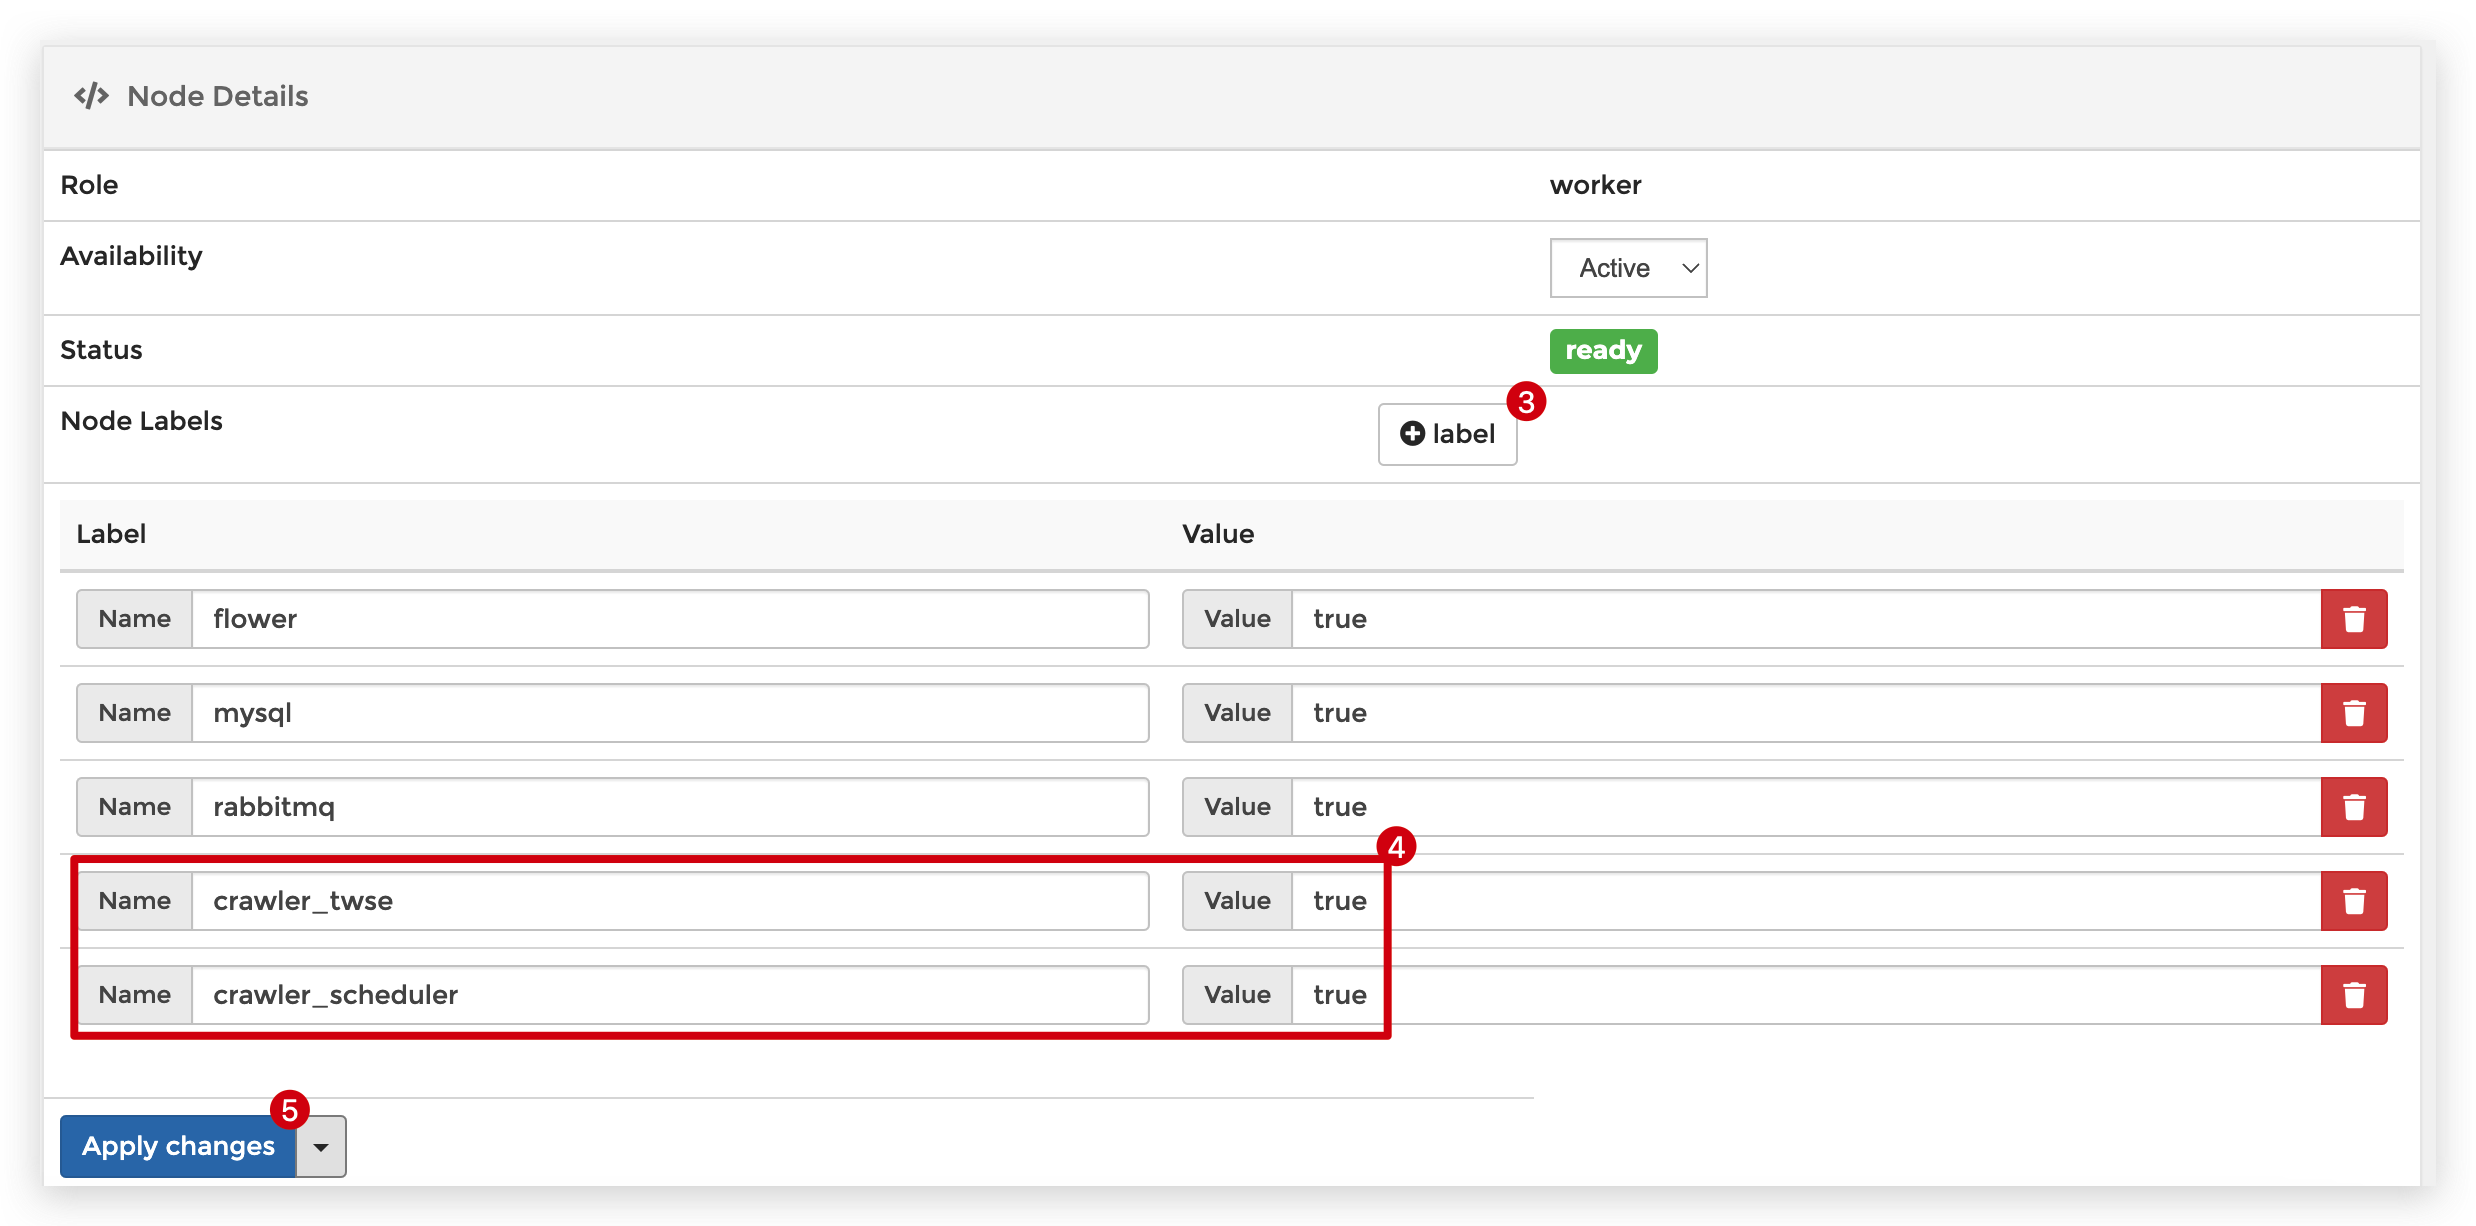 </> Node Details
Role worker
Availability Active
Status ready
3
Node Labels label
Label Value
Name flower Value true
Name mysql Value true
Name rabbitmq Value true
4
Name crawler_twse Value true
Name crawler_scheduler Value true
5
Apply changes